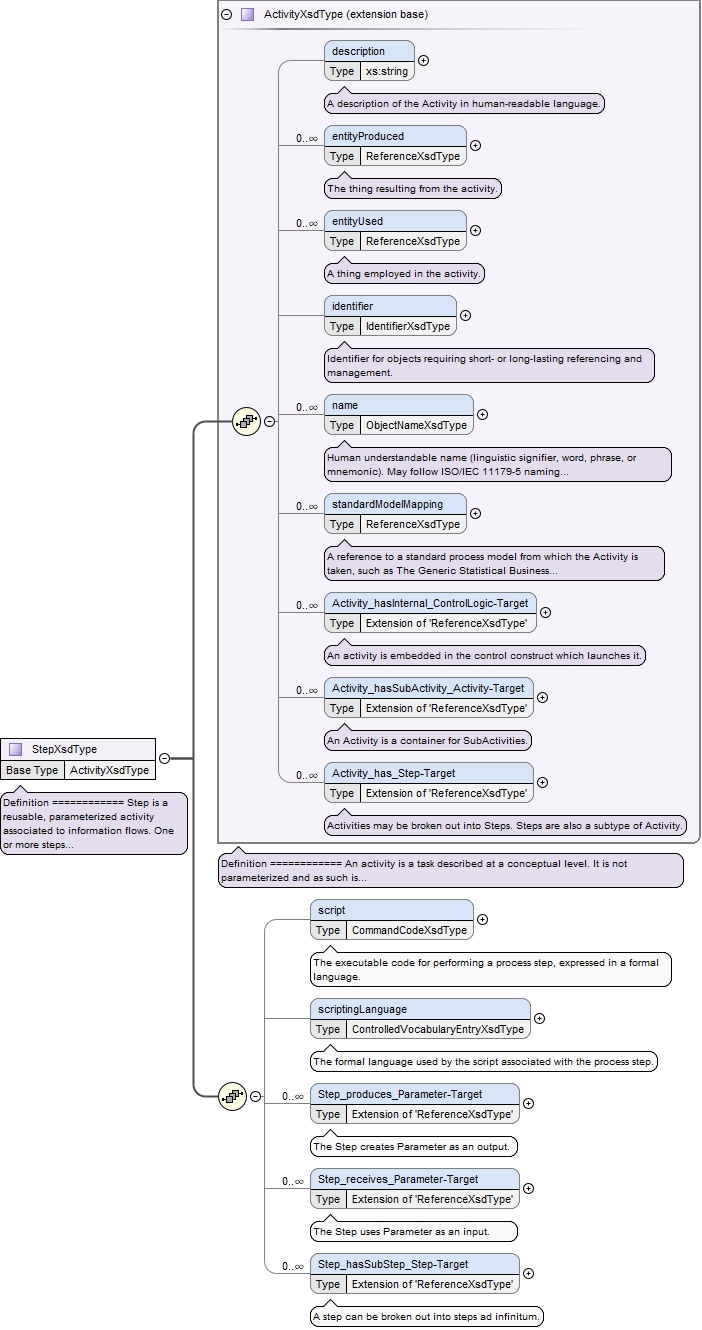 ActivityXsdType (extension base)
description
Type xs:string
A description of the Activity in human-readable language.
0..∞
entityProduced
Type ReferenceXsdType
The thing resulting from the activity.
0..∞
entityUsed
Type ReferenceXsdType
A thing employed in the activity.
identifier
Type IdentifierXsdType
Identifier for objects requiring short- or long-lasting referencing and
management.
0..∞
name
Type ObjectNameXsdType
Human understandable name (linguistic signifier, word, phrase, or
mnemonic). May follow ISO/IEC 11179-5 naming...
0..∞
standardModelMapping
Type ReferenceXsdType
A reference to a standard process model from which the Activity is
taken, such as The Generic Statistical Business...
0..∞
Activity_hasInternal_ControlLogic-Target
Type Extension of 'ReferenceXsdType'
An activity is embedded in the control construct which launches it.
0..∞
Activity_hasSubActivity_Activity-Target
Type Extension of 'ReferenceXsdType'
An Activity is a container for SubActivities.
0..∞
Activity_has_Step-Target
Type Extension of 'ReferenceXsdType'
Activities may be broken out into Steps. Steps are also a subtype of Activity.
StepXsdType
Base Type ActivityXsdType
Definition ============ Step is a
reusable, parameterized activity
associated to information flows. One
or more steps...
Definition ============ An activity is a task described at a conceptual level. It is not
parameterized and as such is...
script
Type CommandCodeXsdType
The executable code for performing a process step, expressed in a formal
language.
scriptingLanguage
Type ControlledVocabularyEntryXsdType
The formal language used by the script associated with the process step.
0..∞
Step_produces_Parameter-Target
Type Extension of 'ReferenceXsdType'
The Step creates Parameter as an output.
0..∞
Step_receives_Parameter-Target
Type Extension of 'ReferenceXsdType'
The Step uses Parameter as an input.
0..∞
Step_hasSubStep_Step-Target
Type Extension of 'ReferenceXsdType'
A step can be broken out into steps ad infinitum.